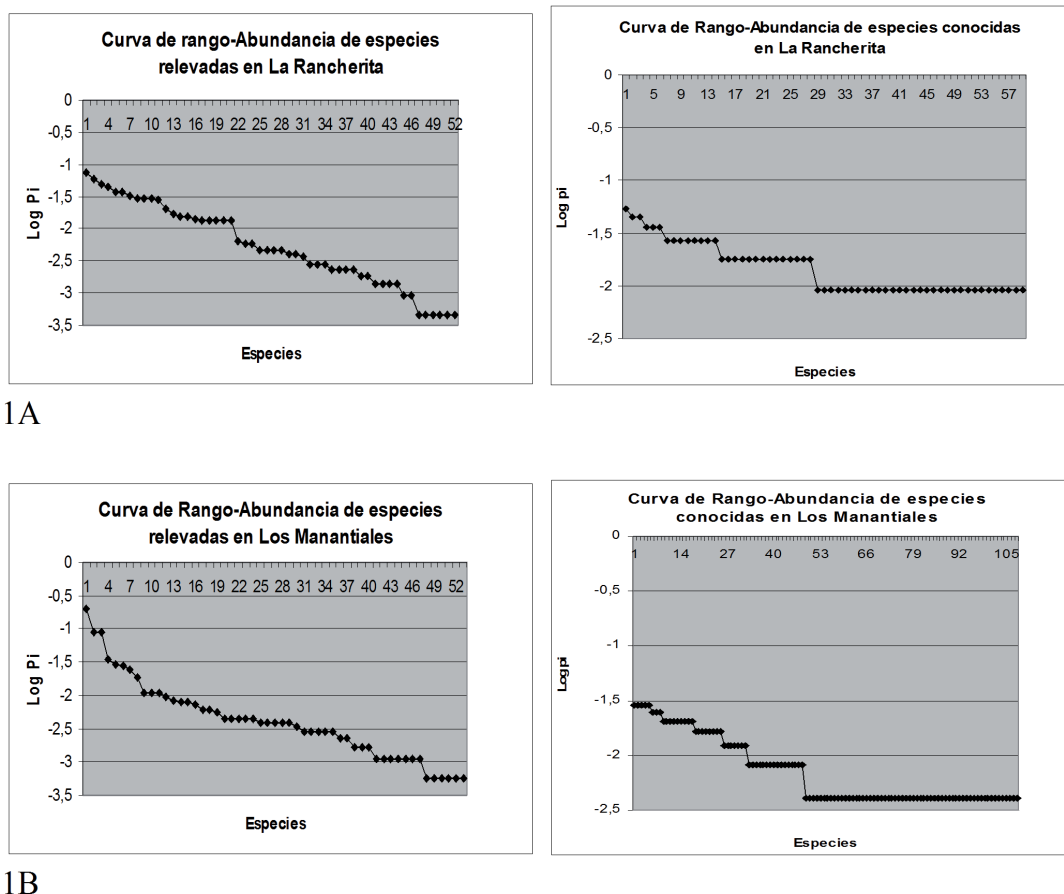 Curva de rango-Abundancia de especies
relevadas en La Rancherita
0
1 4 7 10 13 16 19 22 25 28 31 34 37 40 43 46 49 52
-0,5
-1
-1,5
-2
-2,5
-3
-3,5
Log Pi
Especies
Curva de Rango-Abundancia de especies conocidas
en La Rancherita
0
1 5 9 13 17 21 25 29 33 37 41 45 49 53 57
-0,5
-1
-1,5
-2
-2,5
Log pi
Especies
1A
Curva de Rango-Abundancia de especies
relevadas en Los Manantiales
0
1 4 7 10 13 16 19 22 25 28 31 34 37 40 43 46 49 52
-0,5
-1
-1,5
-2
-2,5
-3
-3,5
Log Pi
Especies
Curva de Rango-Abundancia de especies
conocidas en Los Manantiales
0
1 14 27 40 53 66 79 92 105
-0,5
-1
-1,5
-2
-2,5
Log pi
Especies
1B